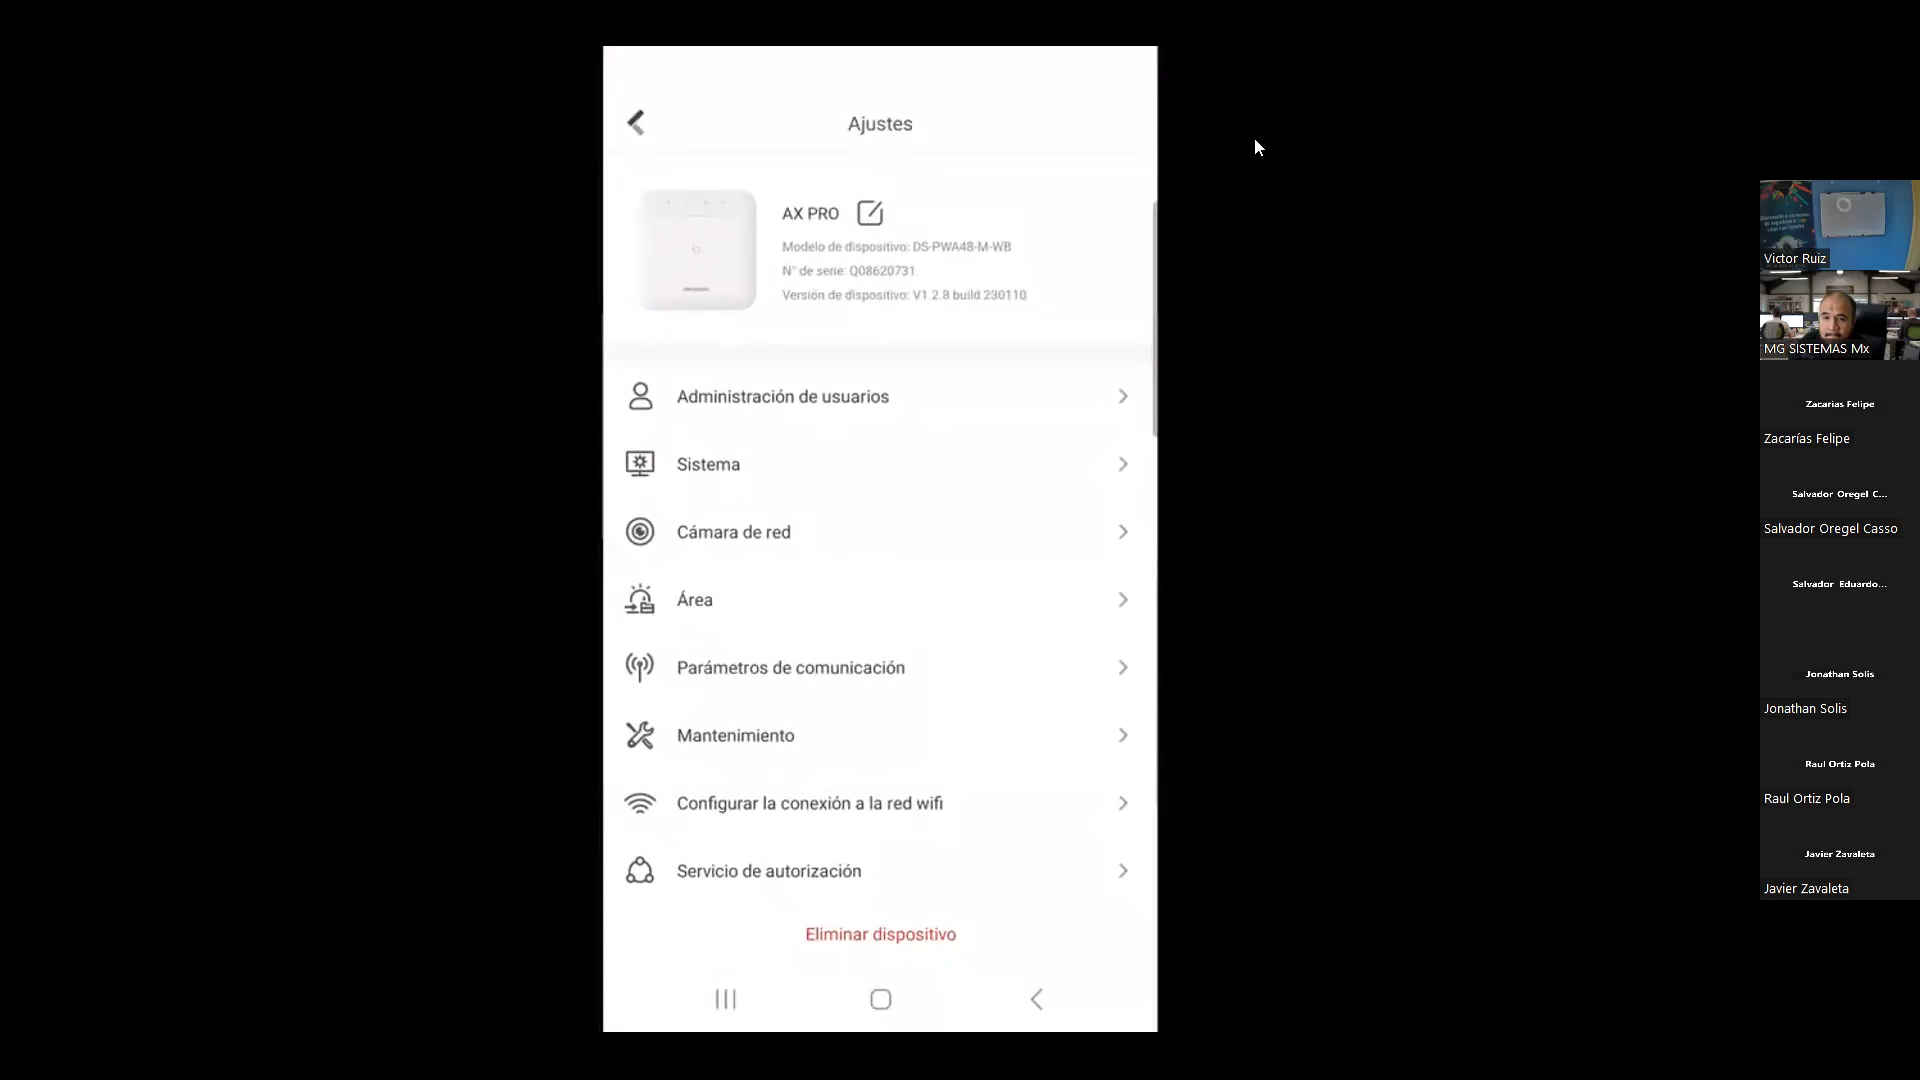 Ajustes
AX PRO
Modelo de dispositivo: DS-PWA48-M-WB
N° de serie: Q08620731
Versión de dispositivo: V1.2.8 build 230110
Administración de usuarios
Sistema
Cámara de red
Área
Parámetros de comunicación
Mantenimiento
Configurar la conexión a la red wifi
Servicio de autorización
Eliminar dispositivo
Victor Ruiz
MG SISTEMAS Mx
Zacarias Felipe
Zacarías Felipe
Salvador Oregel C...
Salvador Oregel Casso
Salvador Eduardo...
Jonathan Solis
Jonathan Solis
Raul Ortiz Pola
Raul Ortiz Pola
Javier Zavaleta
Javier Zavaleta